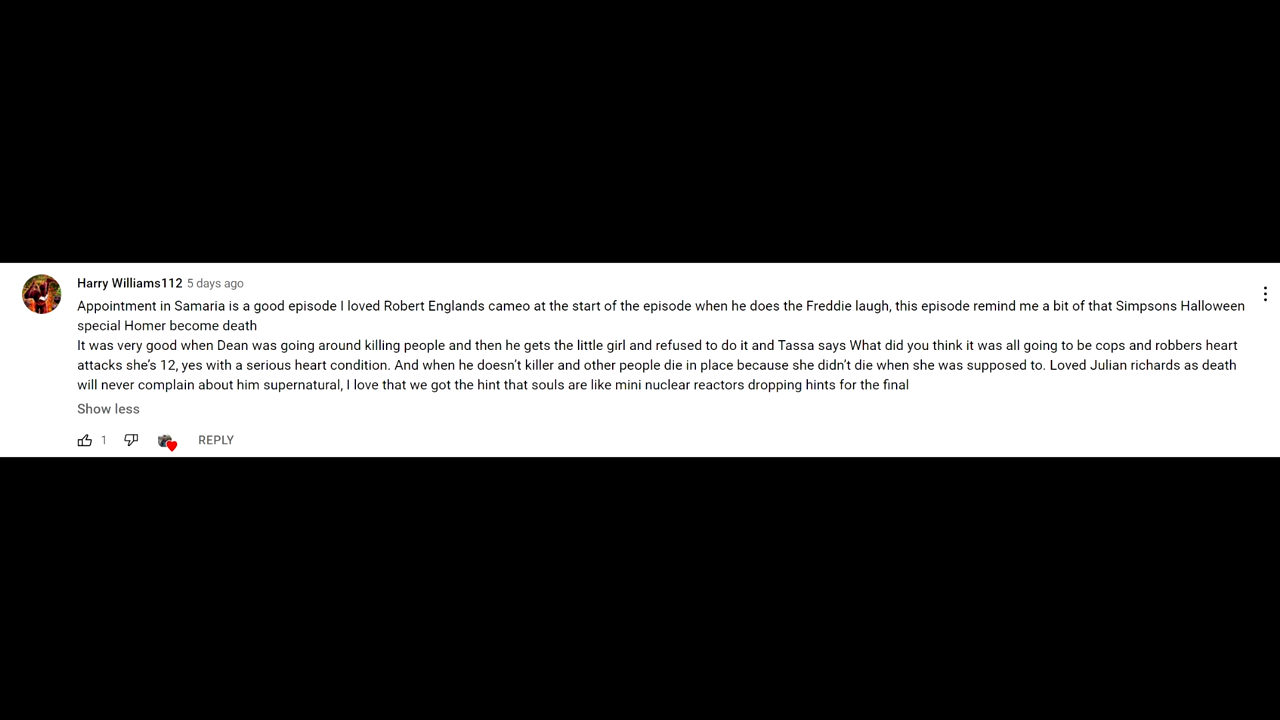 Harry Williams112 5 days ago
Appointment in Samaria is a good episode I loved Robert Englands cameo at the start of the episode when he does the Freddie laugh, this episode remind me a bit of that Simpsons Halloween
special Homer become death
It was very good when Dean was going around killing people and then he gets the little girl and refused to do it and Tassa says What did you think it was all going to be cops and robbers heart
attacks she’s 12, yes with a serious heart condition. And when he doesn’t killer and other people die in place because she didn’t die when she was supposed to. Loved Julian richards as death
will never complain about him supernatural, I love that we got the hint that souls are like mini nuclear reactors dropping hints for the final
Show less
1 REPLY